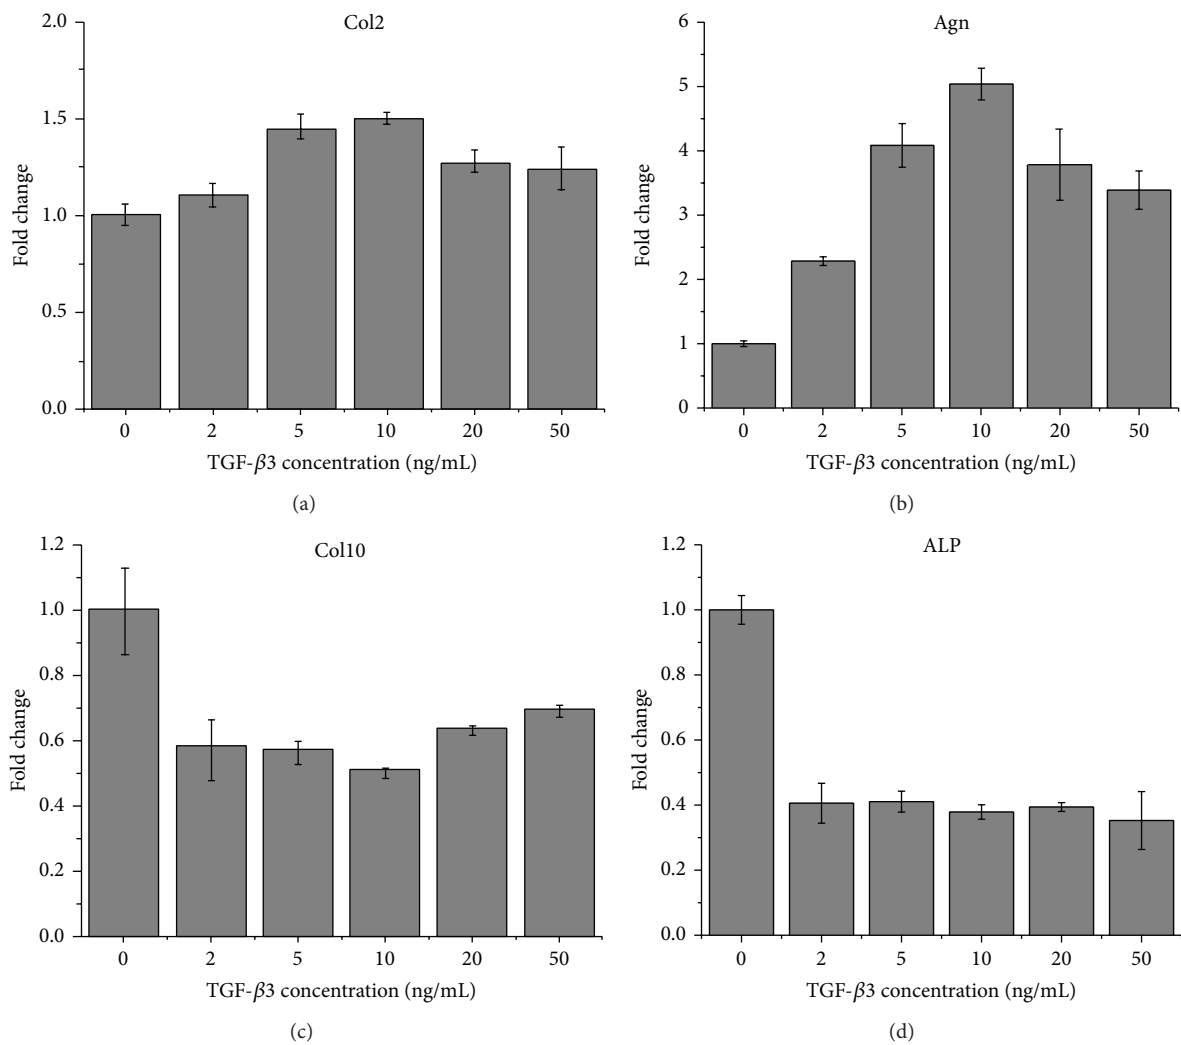 Col2
2.0
1.5
1.0
0.5
0.0
Fold change
0 2 5 10 20 50
TGF-β3 concentration (ng/mL)
(a)
Agn
6
5
4
3
2
1
0
Fold change
0 2 5 10 20 50
TGF-β3 concentration (ng/mL)
(b)
Col10
1.2
1.0
0.8
0.6
0.4
0.2
0.0
Fold change
0 2 5 10 20 50
TGF-β3 concentration (ng/mL)
(c)
ALP
1.2
1.0
0.8
0.6
0.4
0.2
0.0
Fold change
0 2 5 10 20 50
TGF-β3 concentration (ng/mL)
(d)